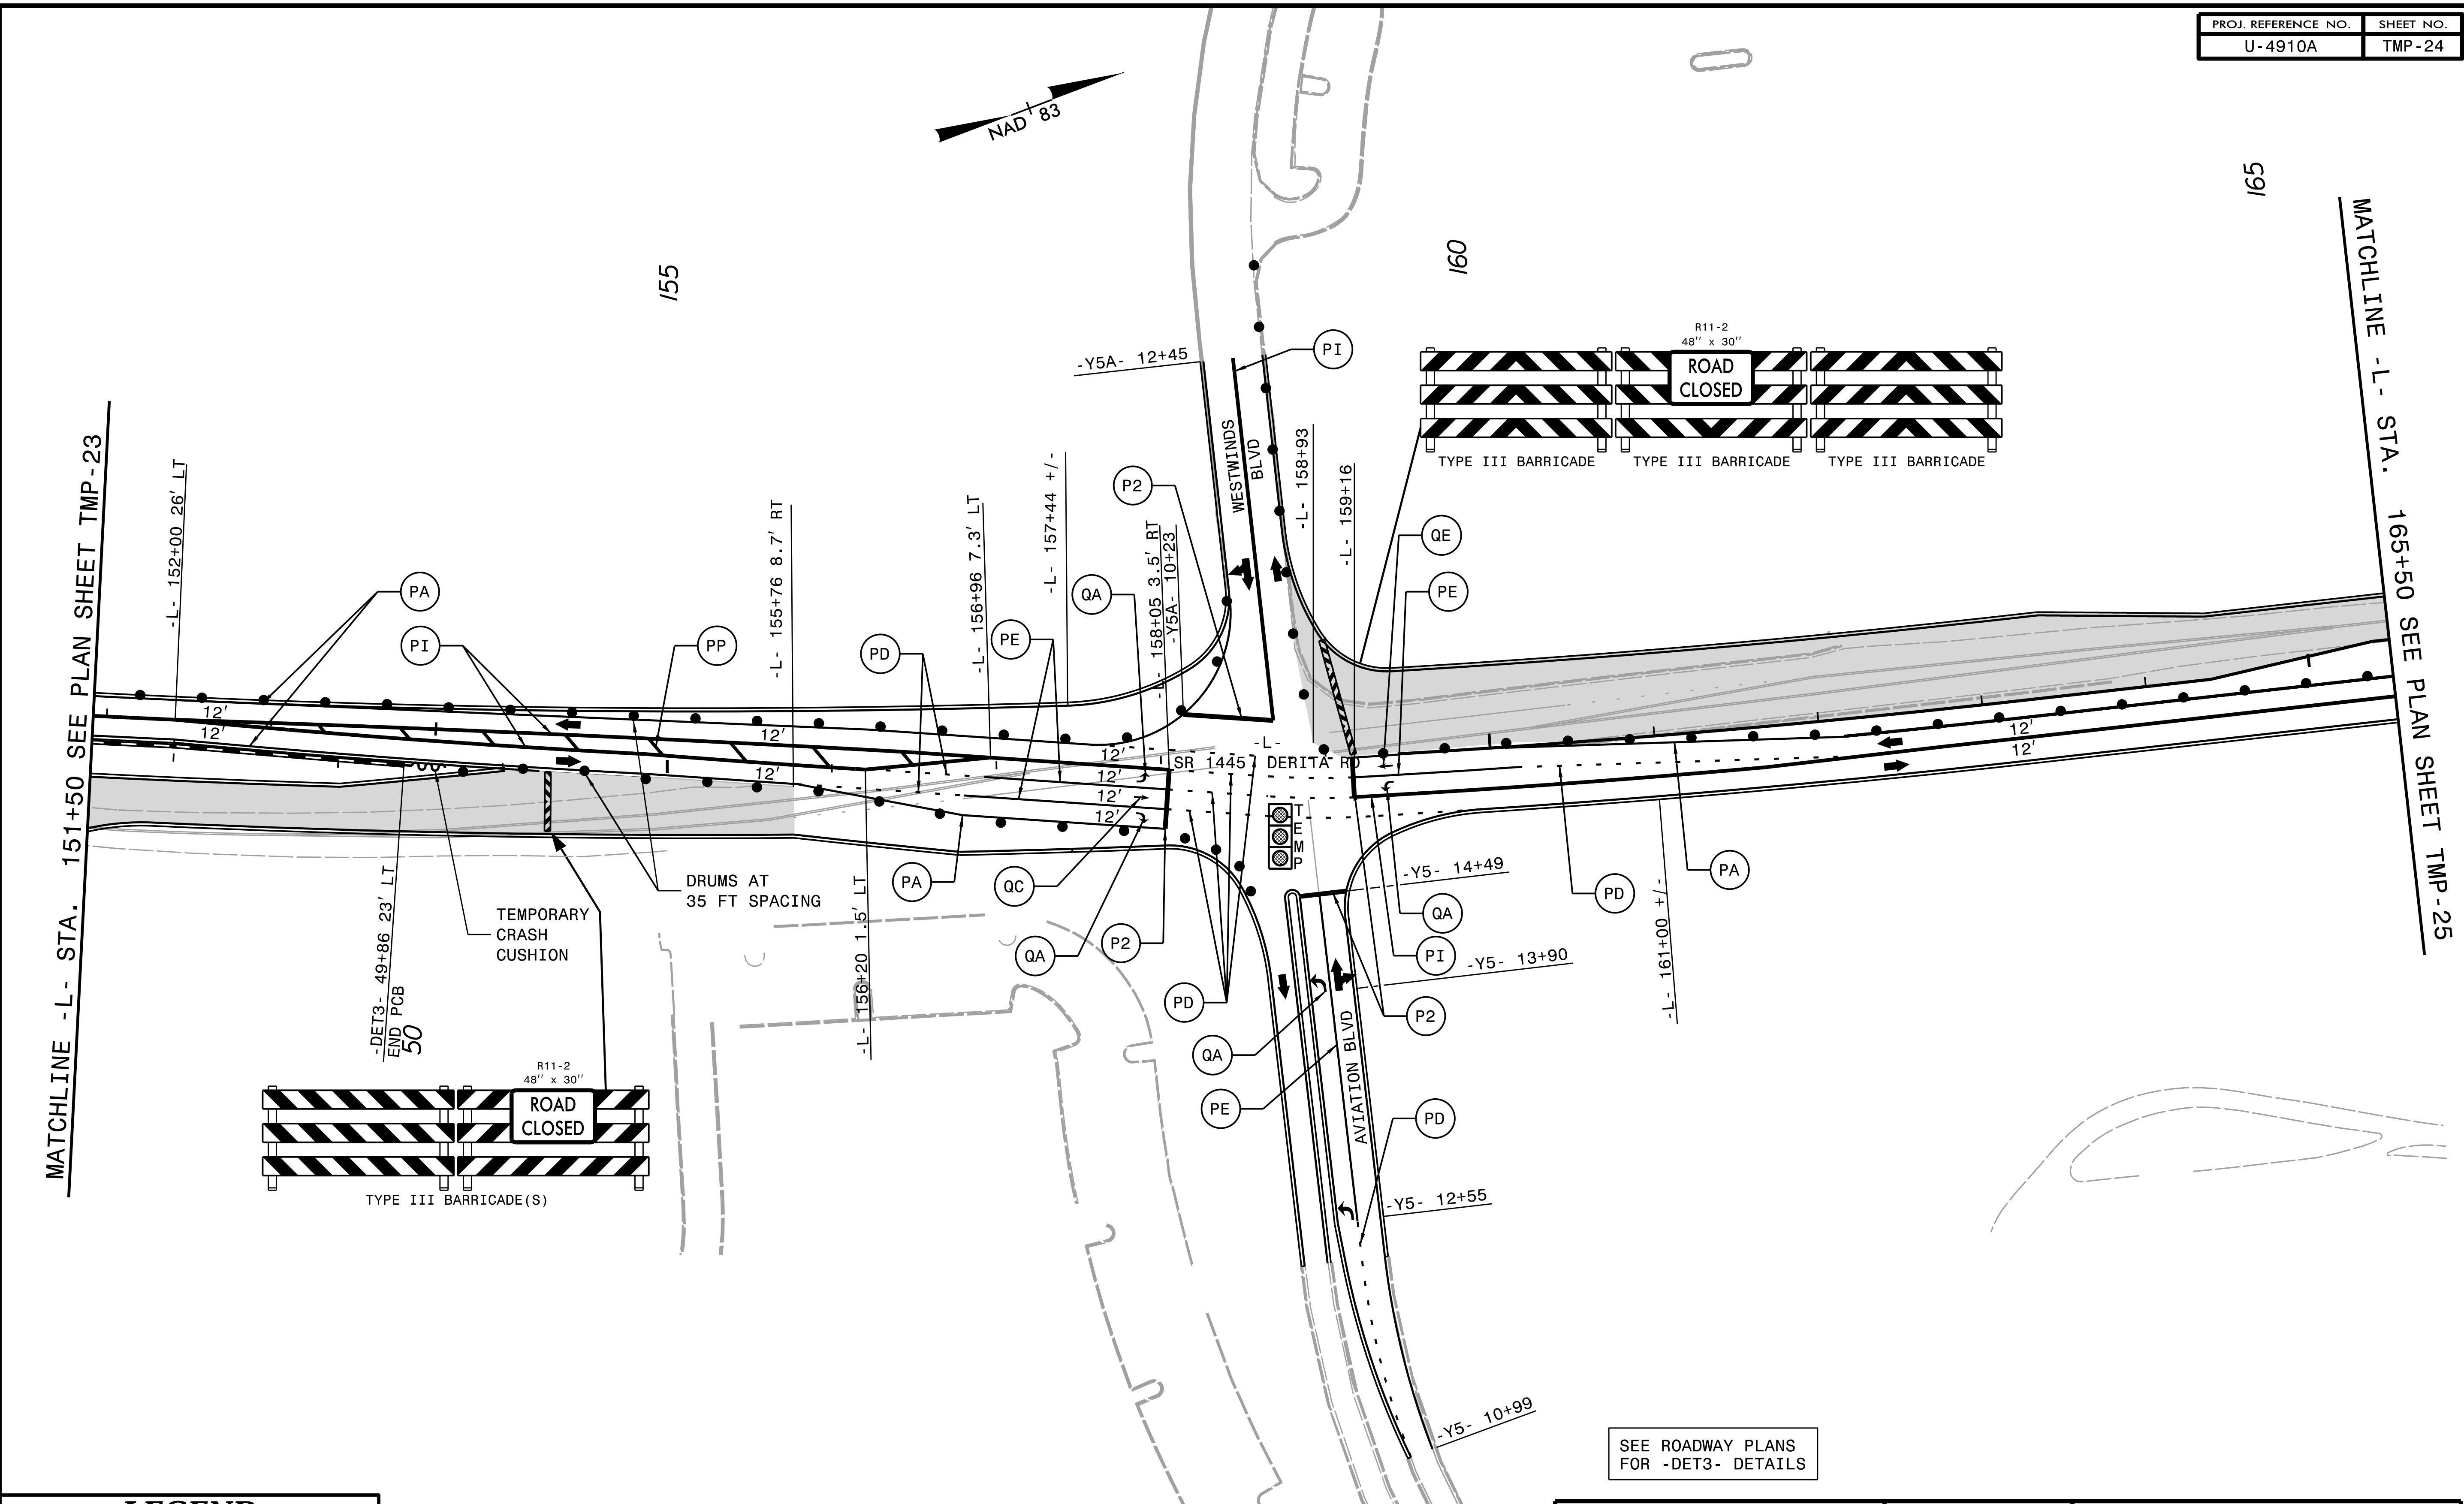 PROJ. REFERENCE NO.
SHEET NO.
U-4910A
TMP-24
NAD 83
155
160
165
MATCHLINE -L- STA. 151+50 SEE PLAN SHEET TMP-23
MATCHLINE -L- STA. 165+50 SEE PLAN SHEET TMP-25
-L- 152+00 26' LT
PA
PI
PP
-L- 155+76 8.7' RT
PD
-L- 156+96 7.3' LT
PE
-L- 157+44 +/-
QA
P2
-L- 158+05 3.5' RT
-Y5A- 10+23
-Y5A- 12+45
WESTWINDS
BLVD
PI
-L- 158+93
-L- 159+16
R11-2
48" x 30"
ROAD
CLOSED
TYPE III BARRICADE
TYPE III BARRICADE
TYPE III BARRICADE
QE
PE
12'
12'
12'
12'
12'
12'
12'
12'
12'
12'
-L-
SR 1445 DERITA RD
T
E
M
P
-DET3- 49+86 23' LT
END PCB
50
TEMPORARY
CRASH
CUSHION
DRUMS AT
35 FT SPACING
-L- 156+20 1.5' LT
PA
QC
QA
P2
PD
-Y5- 14+49
QA
PI
-Y5- 13+90
P2
PD
-L- 161+00 +/-
PA
QA
PE
AVIATION BLVD
PD
-Y5- 12+55
-Y5- 10+99
R11-2
48" x 30"
ROAD
CLOSED
TYPE III BARRICADE(S)
SEE ROADWAY PLANS
FOR -DET3- DETAILS
LEGEND